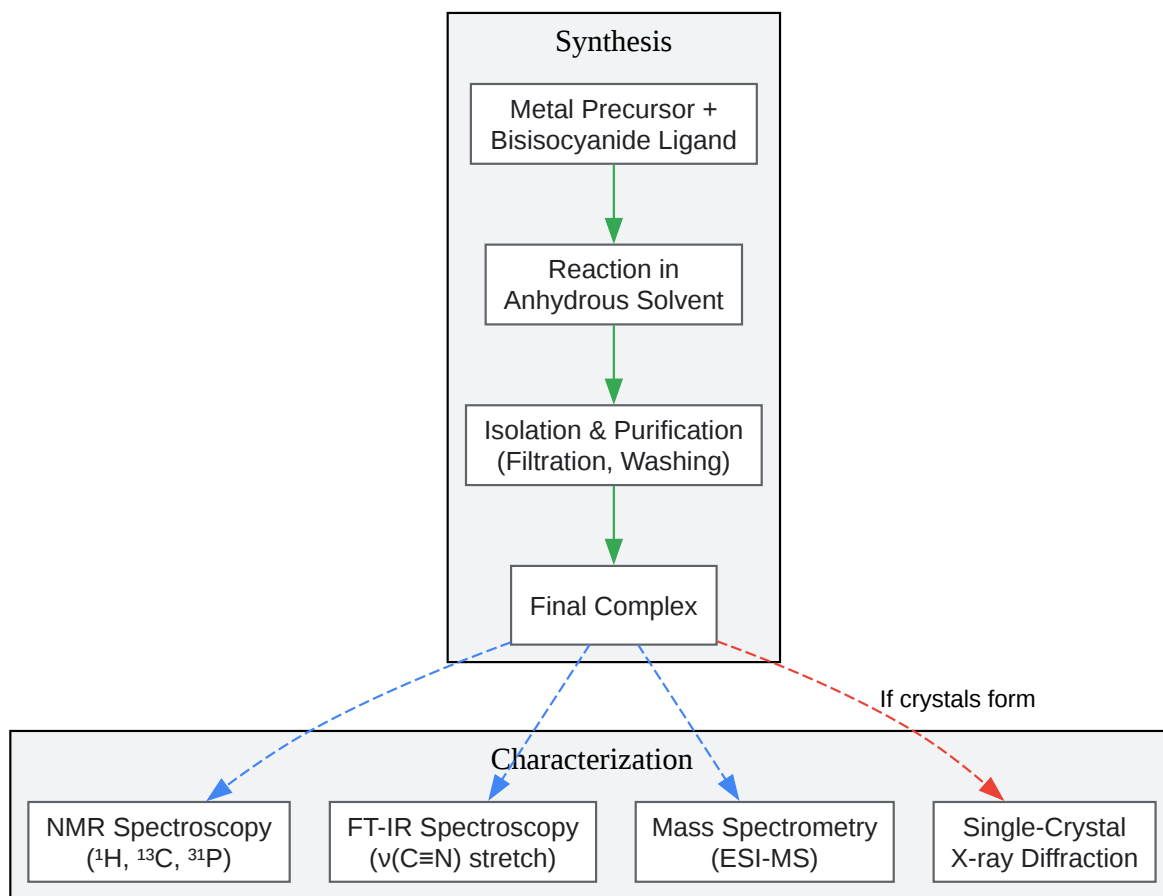 Synthesis
Metal Precursor +
Bisisocyanide Ligand
Reaction in
Anhydrous Solvent
Isolation & Purification
(Filtration, Washing)
Final Complex
If crystals form
Characterization
NMR Spectroscopy
(¹H, ¹³C, ³¹P)
FT-IR Spectroscopy
(ν(C≡N) stretch)
Mass Spectrometry
(ESI-MS)
Single-Crystal
X-ray Diffraction